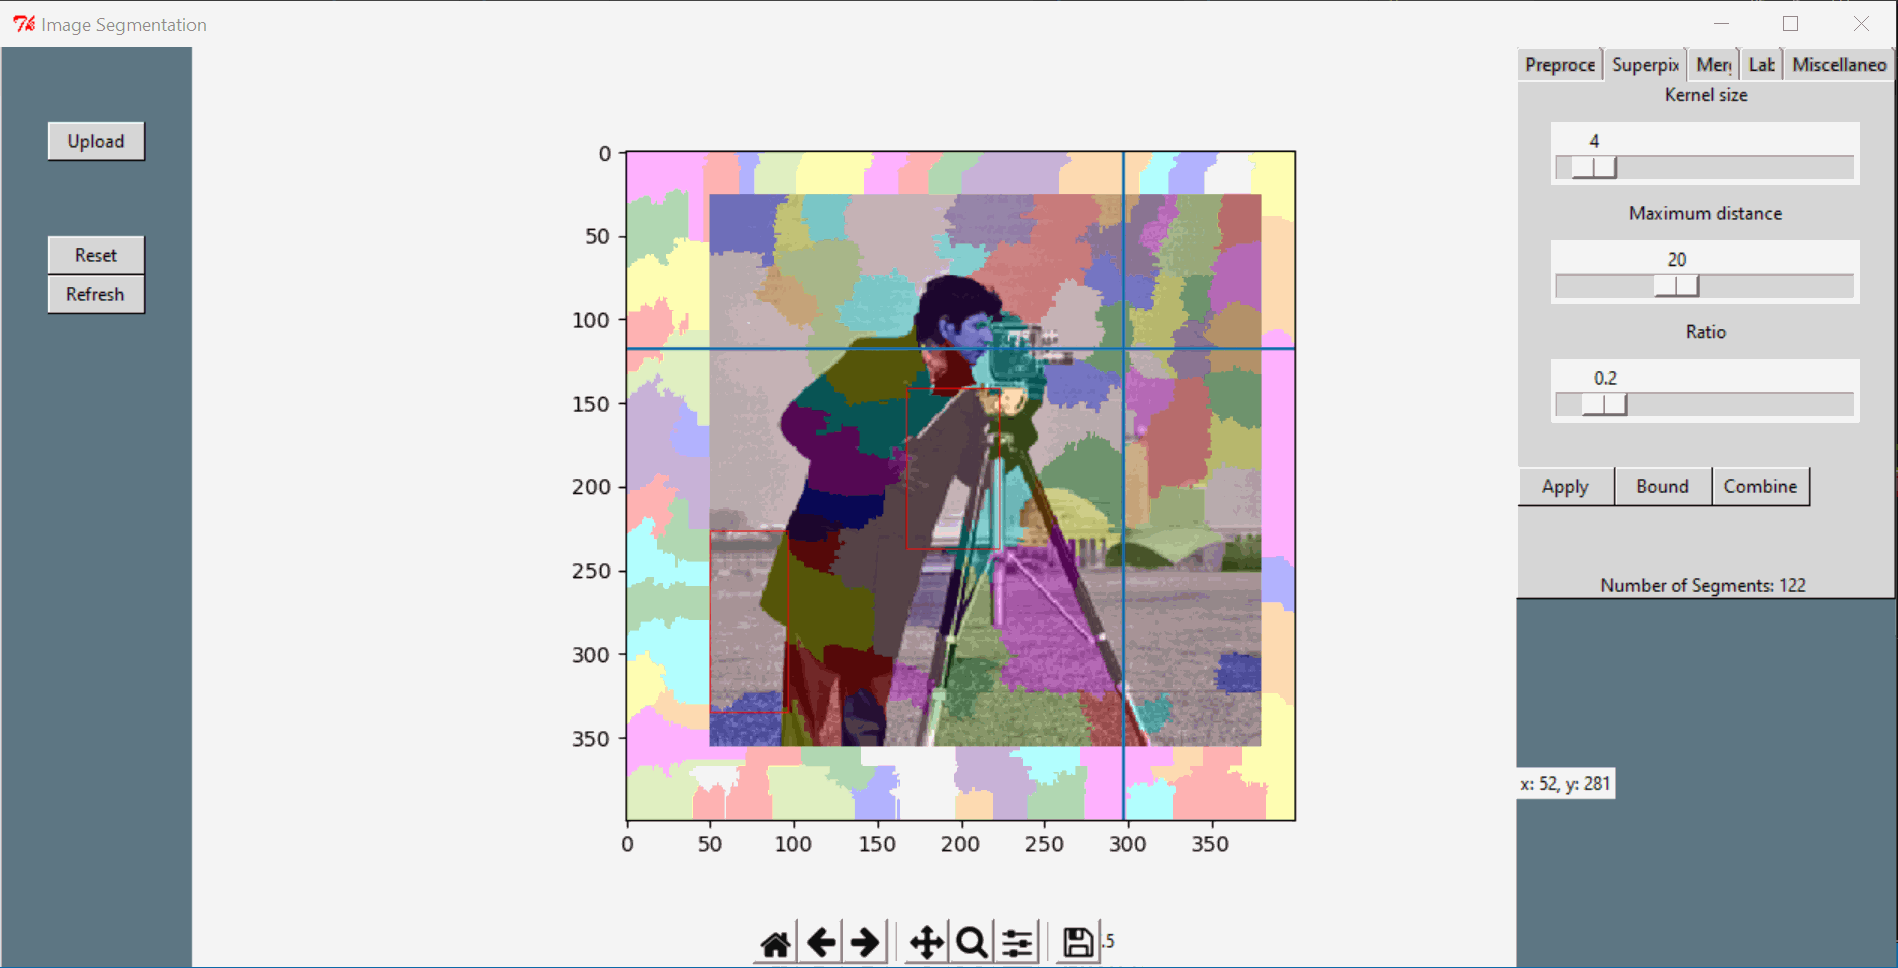 Image Segmentation
Preproce Superpix Merg Lab Miscellaneo
Upload
Reset
Refresh
Kernel size
4
Maximum distance
20
Ratio
0.2
Apply Bound Combine
Number of Segments: 122
x: 52, y: 281
0
50
100
150
200
250
300
350
0 50 100 150 200 250 300 350
.5